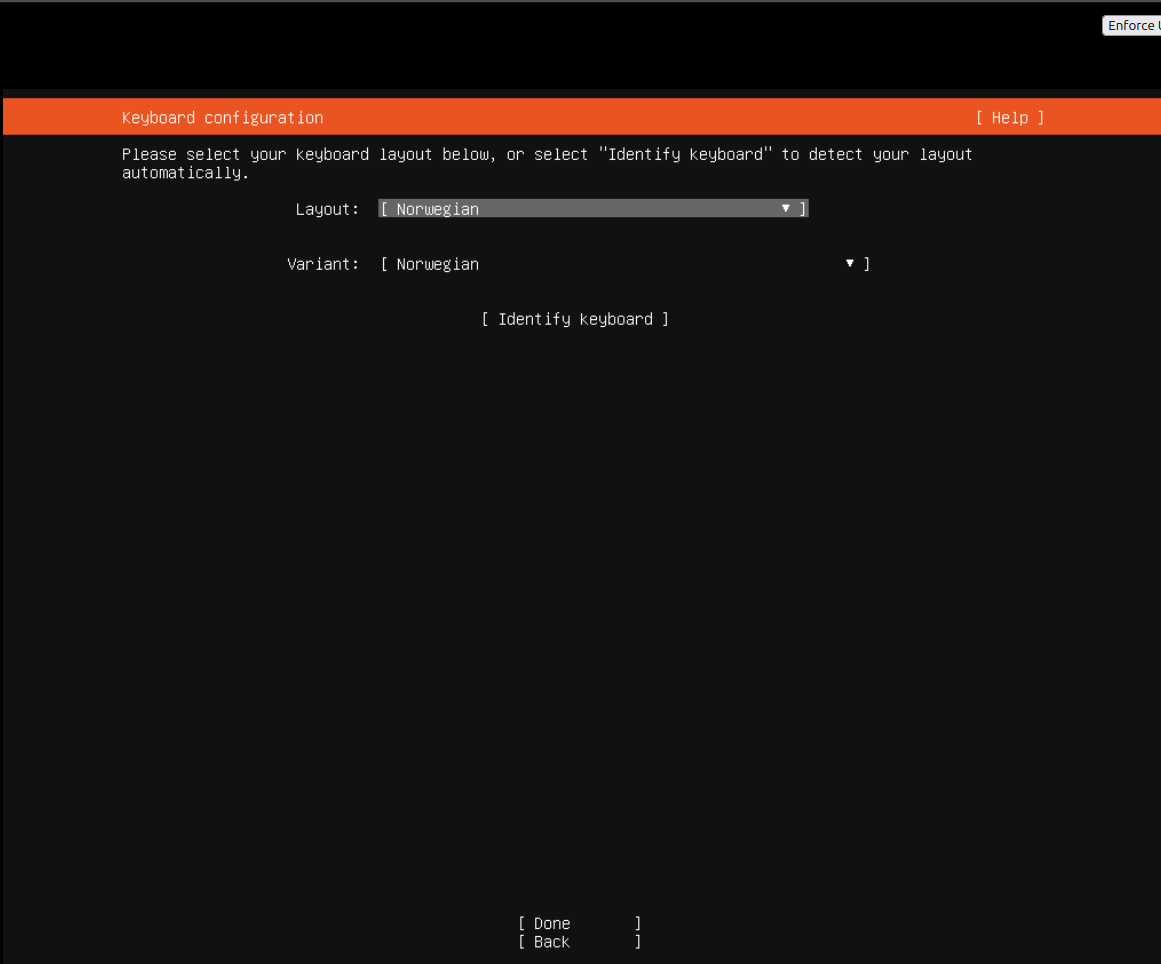 Enforce
Keyboard configuration [ Help ]
Please select your keyboard layout below, or select "Identify keyboard" to detect your layout
automatically.
Layout: [ Norwegian ▼ ]
Variant: [ Norwegian ▼ ]
[ Identify keyboard ]
[ Done ]
[ Back ]